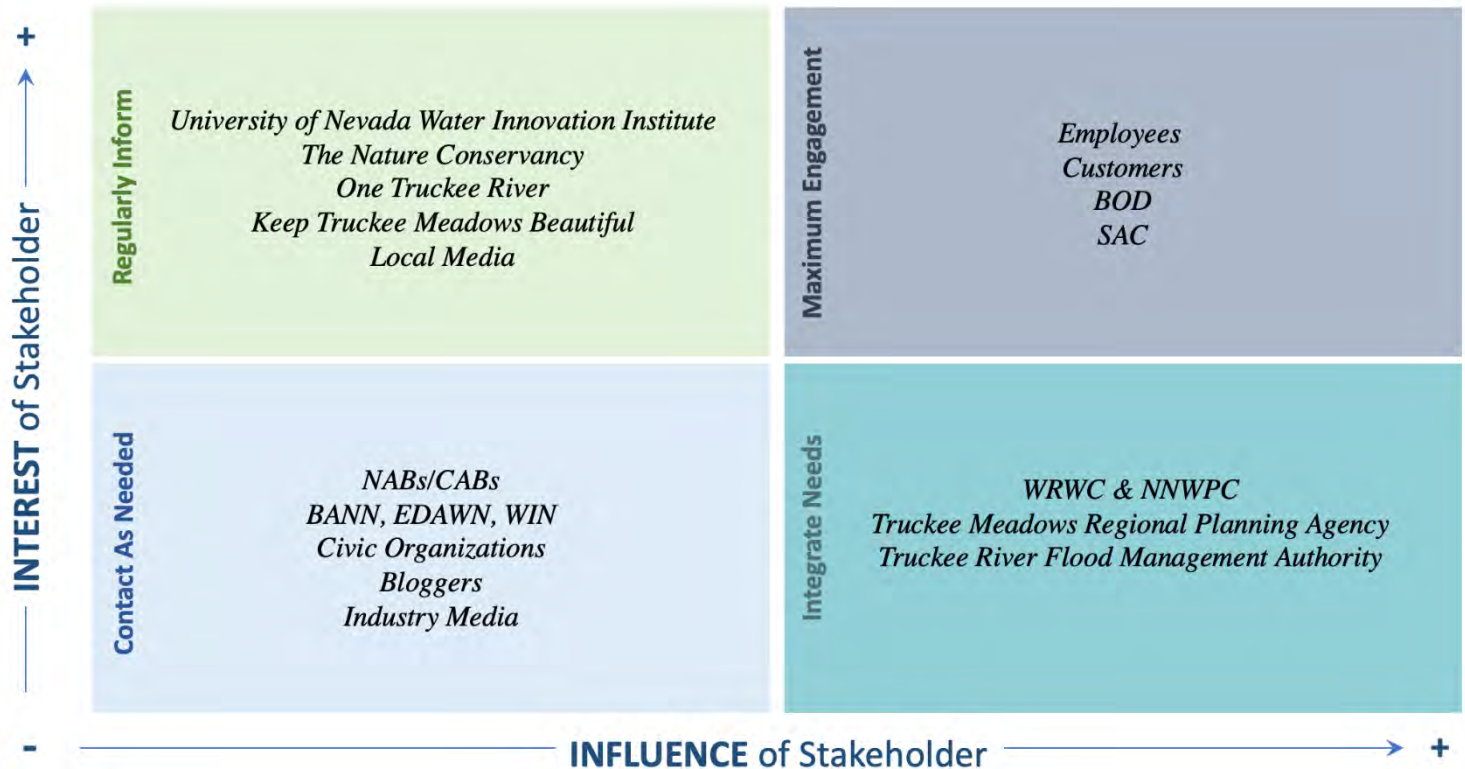 +
INTEREST of Stakeholder
-
Regularly Inform
University of Nevada Water Innovation Institute
The Nature Conservancy
One Truckee River
Keep Truckee Meadows Beautiful
Local Media
Maximum Engagement
Employees
Customers
BOD
SAC
Contact As Needed
NABs/CABs
BANN, EDAWN, WIN
Civic Organizations
Bloggers
Industry Media
Integrate Needs
WRWC & NNWPC
Truckee Meadows Regional Planning Agency
Truckee River Flood Management Authority
INFLUENCE of Stakeholder
+